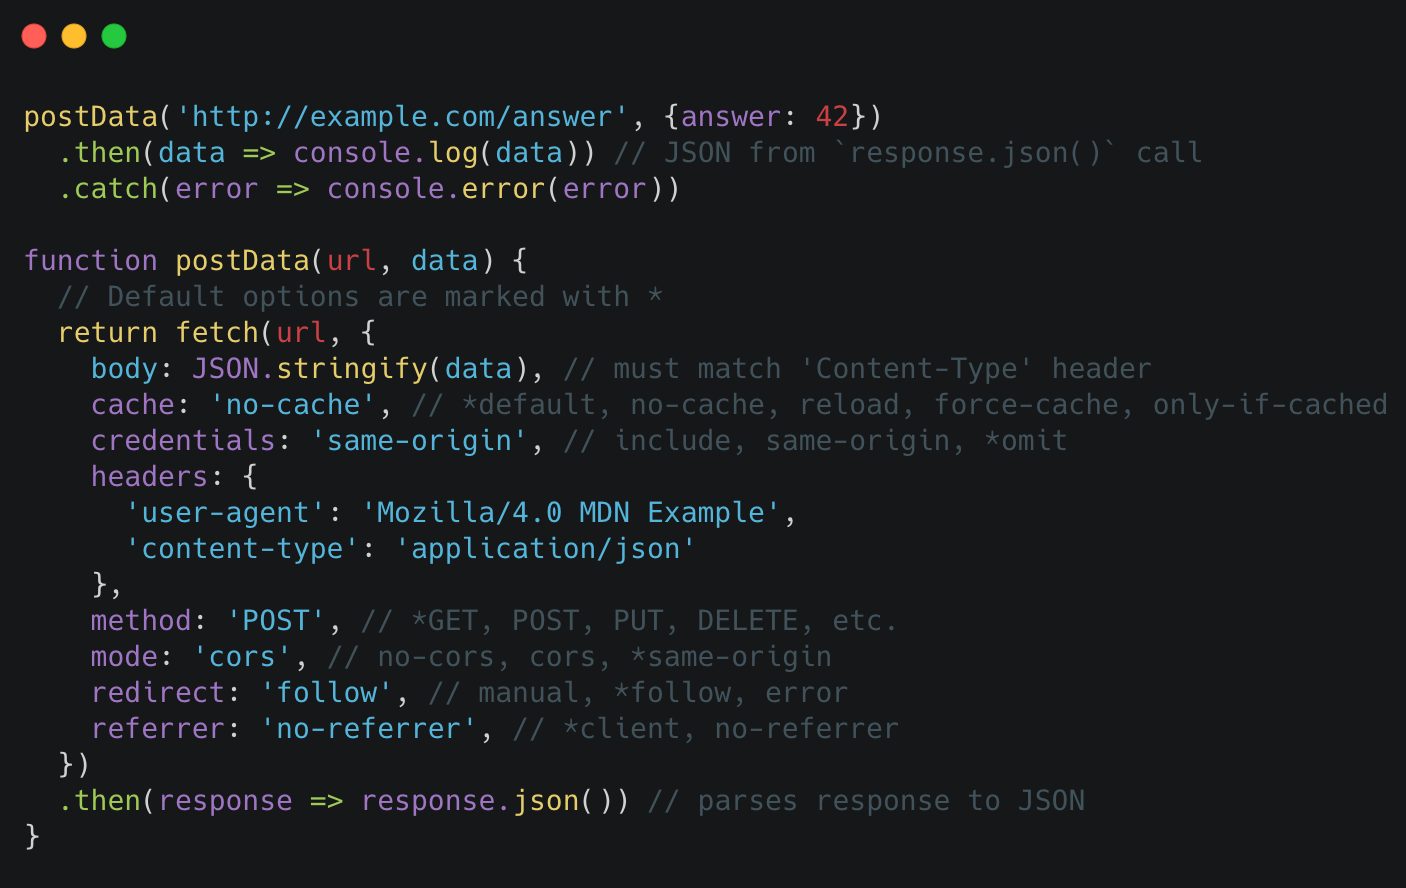 postData('http://example.com/answer', {answer: 42})
  .then(data => console.log(data)) // JSON from `response.json()` call
  .catch(error => console.error(error))

function postData(url, data) {
  // Default options are marked with *
  return fetch(url, {
    body: JSON.stringify(data), // must match 'Content-Type' header
    cache: 'no-cache', // *default, no-cache, reload, force-cache, only-if-cached
    credentials: 'same-origin', // include, same-origin, *omit
    headers: {
      'user-agent': 'Mozilla/4.0 MDN Example',
      'content-type': 'application/json'
    },
    method: 'POST', // *GET, POST, PUT, DELETE, etc.
    mode: 'cors', // no-cors, cors, *same-origin
    redirect: 'follow', // manual, *follow, error
    referrer: 'no-referrer', // *client, no-referrer
  })
  .then(response => response.json()) // parses response to JSON
}